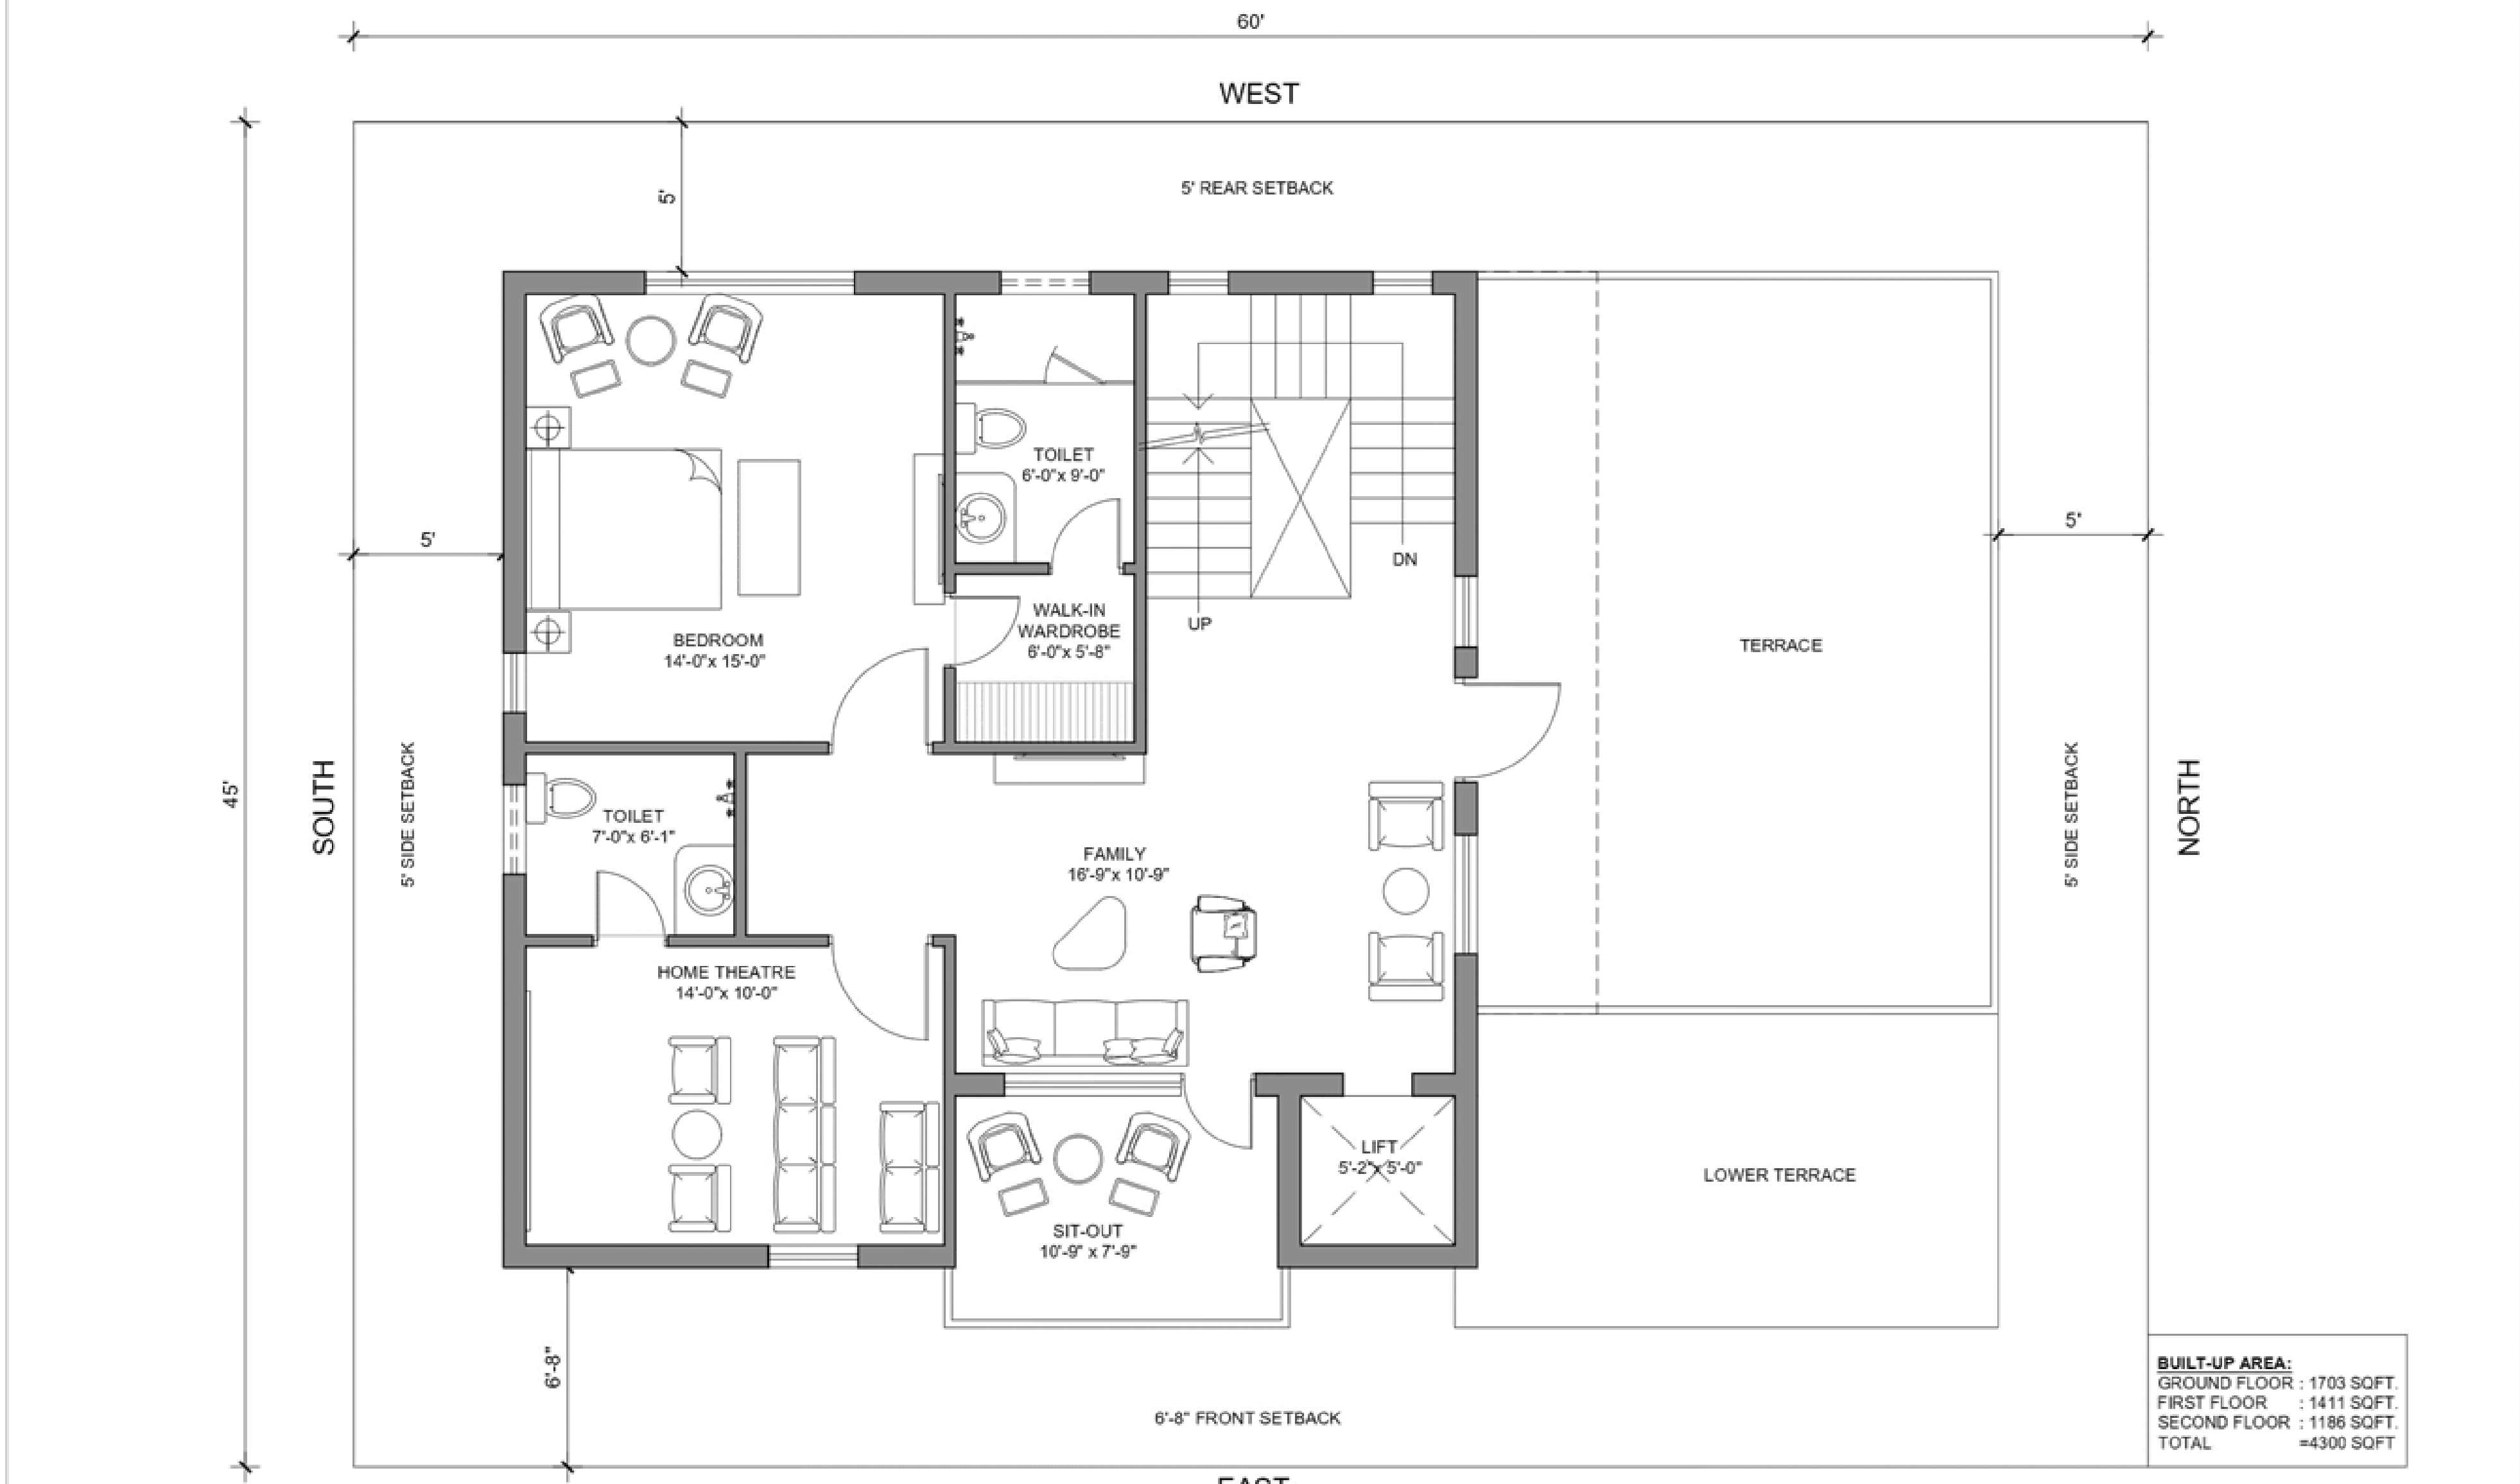 60'
WEST
5' REAR SETBACK
5'
5'
5'
TOILET
6'-0"x 9'-0"
DN
UP
WALK-IN
WARDROBE
6'-0"x 5'-8"
BEDROOM
14'-0"x 15'-0"
TERRACE
45'
SOUTH
5' SIDE SETBACK
TOILET
7'-0"x 6'-1"
FAMILY
16'-9"x 10'-9"
5' SIDE SETBACK
NORTH
HOME THEATRE
14'-0"x 10'-0"
LIFT
5'-2"x 5'-0"
LOWER TERRACE
SIT-OUT
10'-9" x 7'-9"
6'-8"
6'-8" FRONT SETBACK
BUILT-UP AREA:
GROUND FLOOR : 1703 SQFT.
FIRST FLOOR : 1411 SQFT.
SECOND FLOOR : 1186 SQFT.
TOTAL =4300 SQFT
EAST